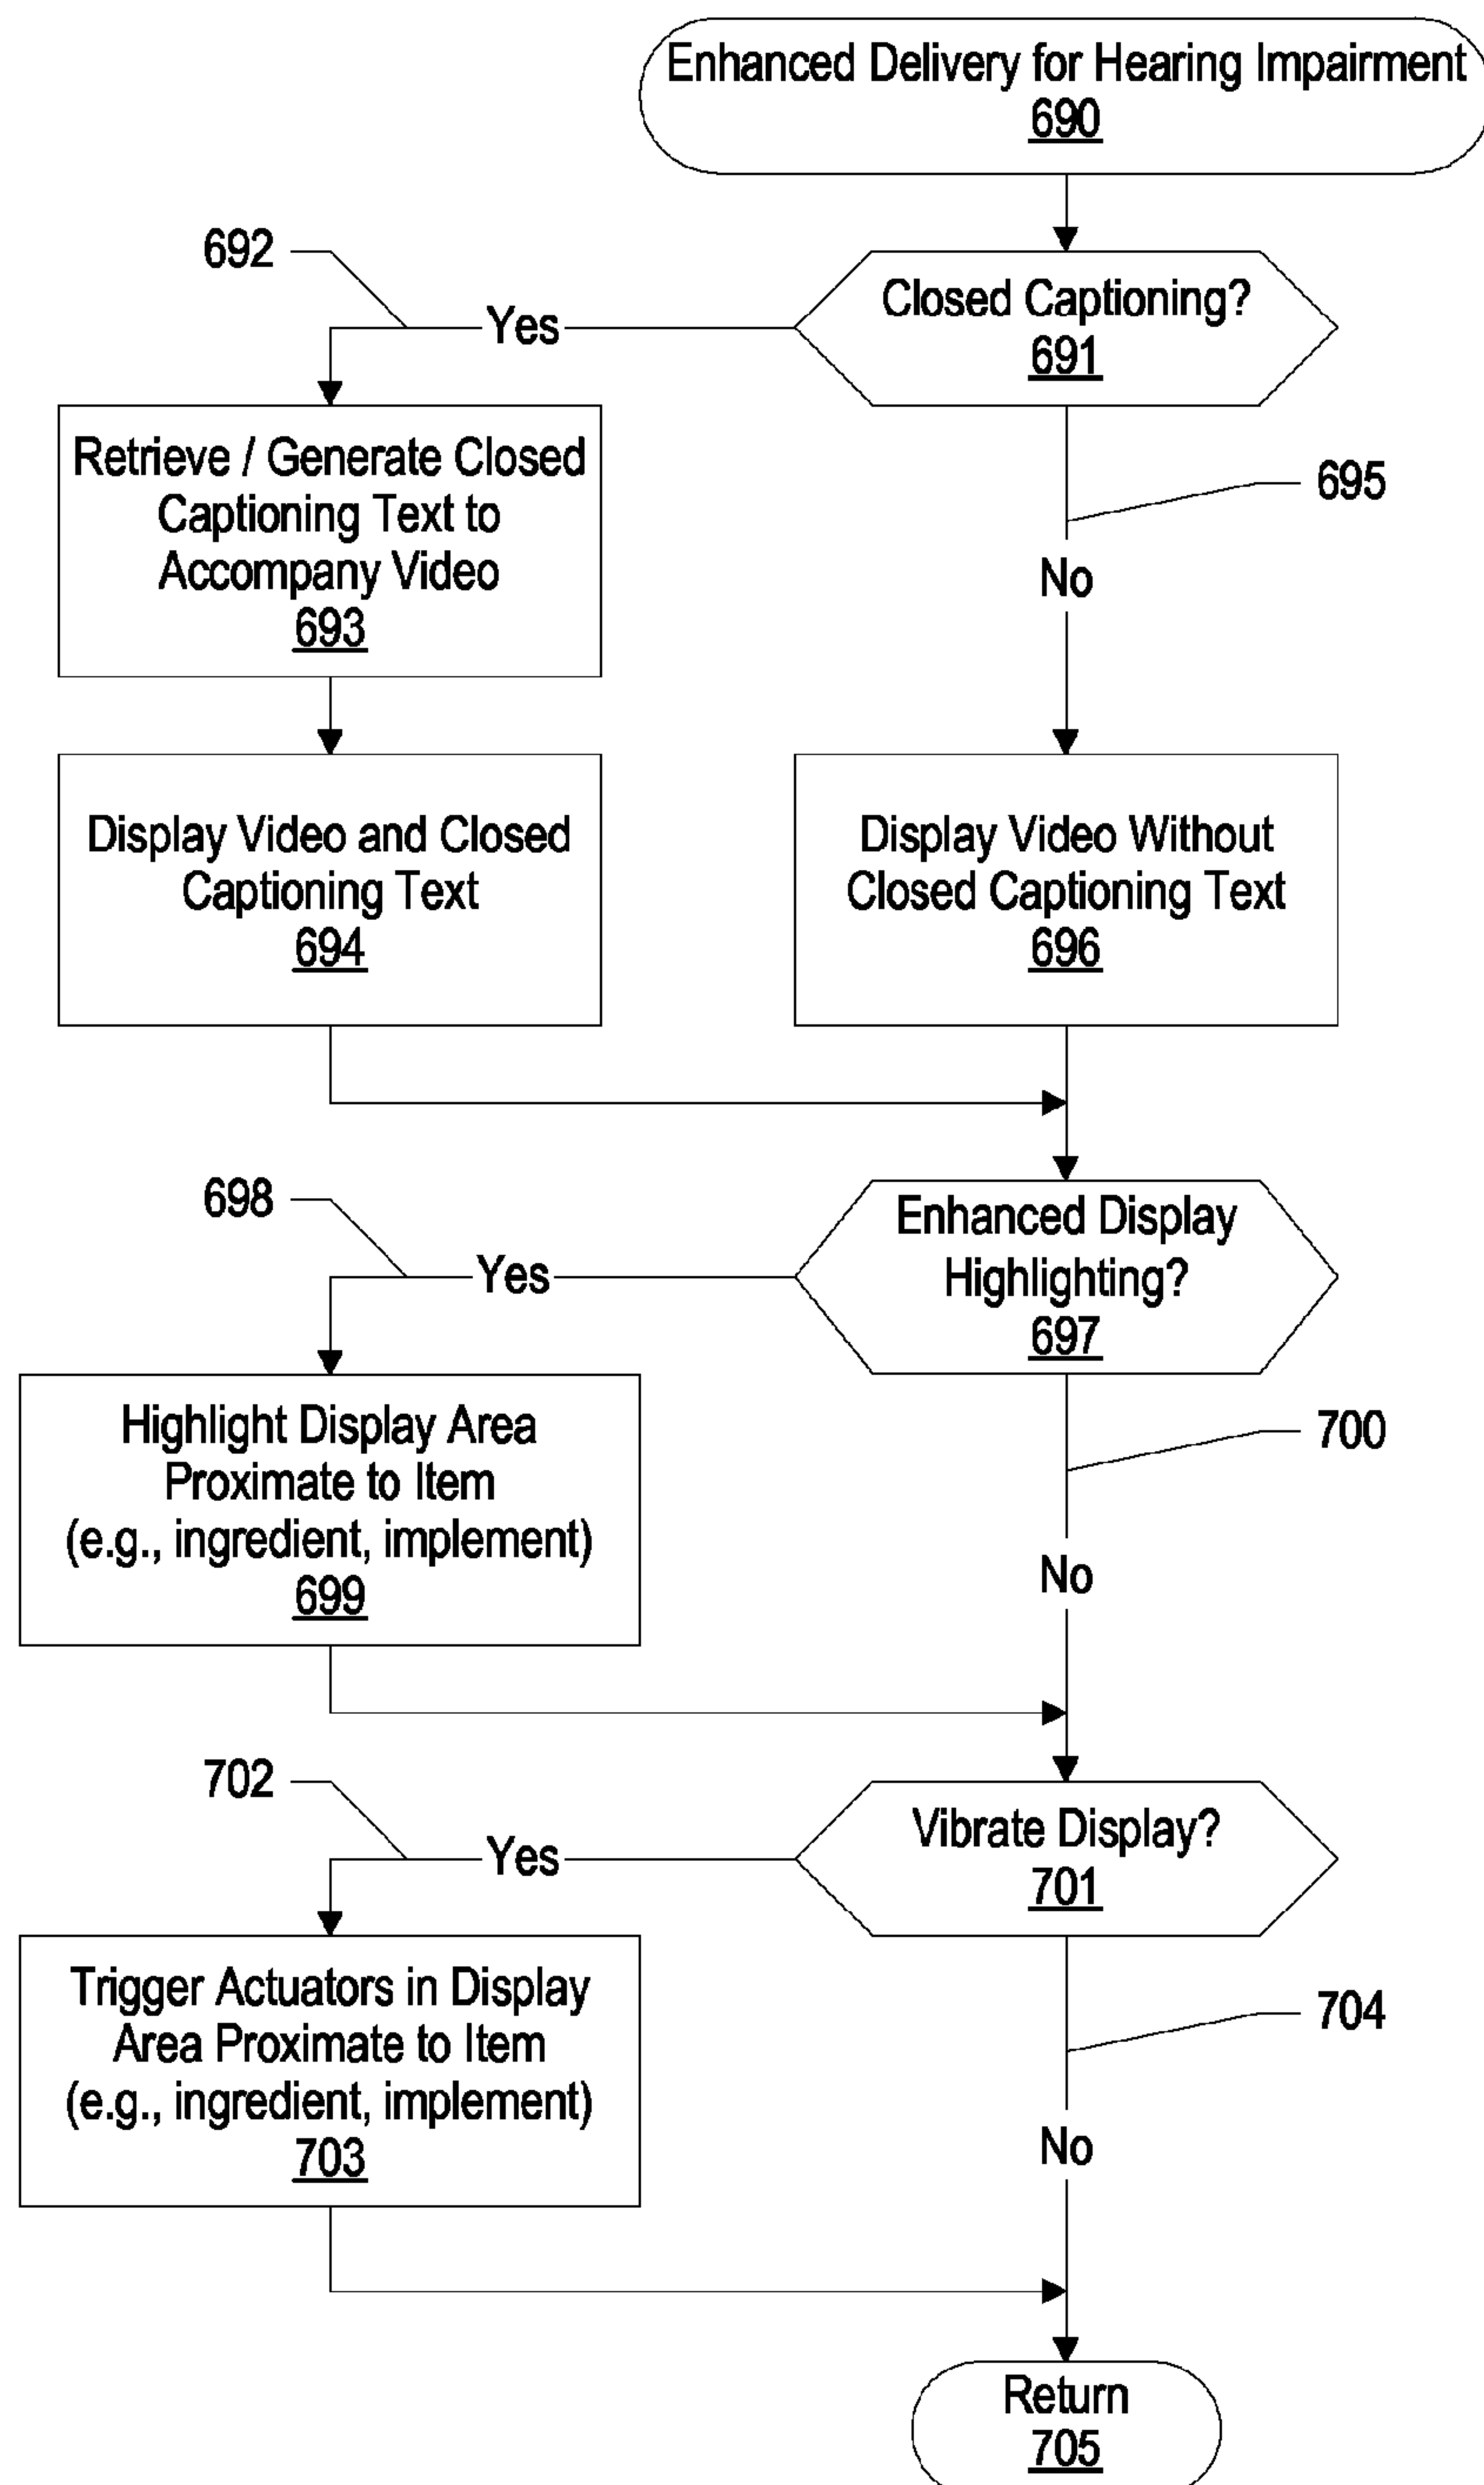 Enhanced Delivery for Hearing Impairment
690
692
Yes
Closed Captioning?
691
Retrieve / Generate Closed
Captioning Text to
Accompany Video
693
695
No
Display Video and Closed
Captioning Text
694
Display Video Without
Closed Captioning Text
696
698
Yes
Enhanced Display
Highlighting?
697
Highlight Display Area
Proximate to Item
(e.g., ingredient, implement)
699
700
No
702
Yes
Vibrate Display?
701
Trigger Actuators in Display
Area Proximate to Item
(e.g., ingredient, implement)
703
704
No
Return
705